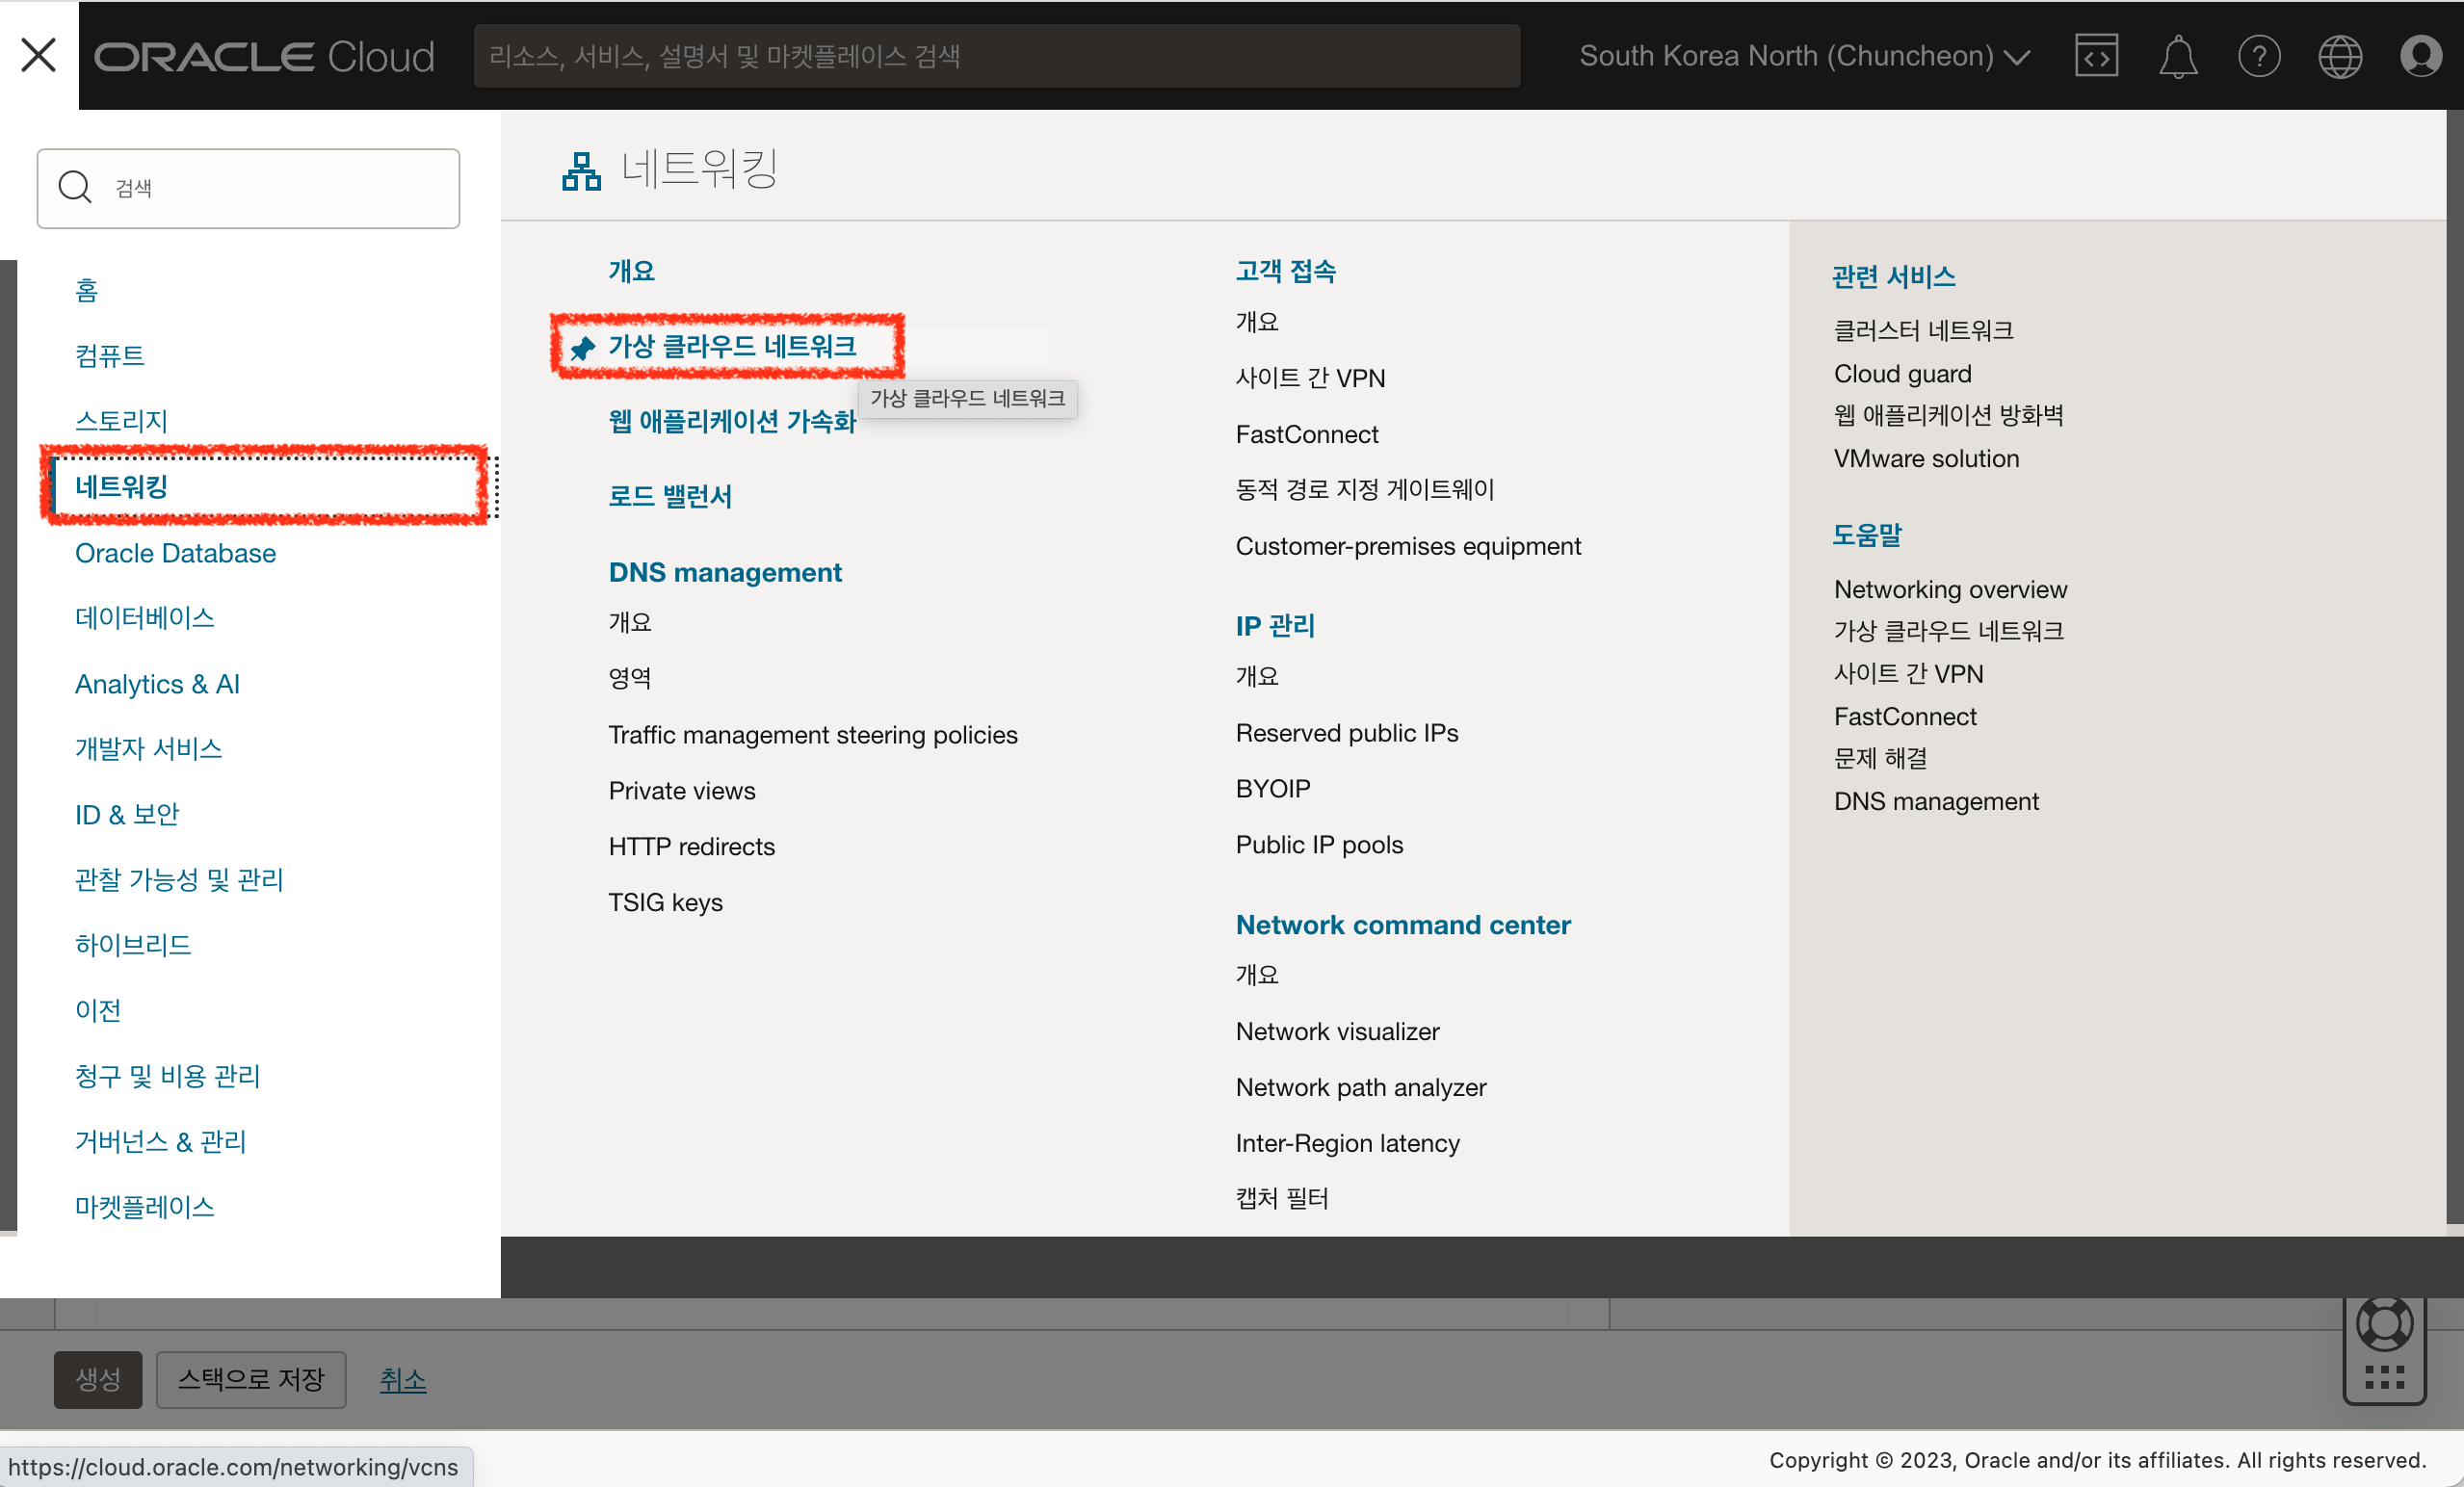 ORACLE Cloud
리소스, 서비스, 설명서 및 마켓플레이스 검색
South Korea North (Chuncheon)
검색
홈
컴퓨트
스토리지
네트워킹
Oracle Database
데이터베이스
Analytics & AI
개발자 서비스
ID & 보안
관찰 가능성 및 관리
하이브리드
이전
청구 및 비용 관리
거버넌스 & 관리
마켓플레이스
네트워킹
개요
가상 클라우드 네트워크
가상 클라우드 네트워크
웹 애플리케이션 가속화
로드 밸런서
DNS management
개요
영역
Traffic management steering policies
Private views
HTTP redirects
TSIG keys
고객 접속
개요
사이트 간 VPN
FastConnect
동적 경로 지정 게이트웨이
Customer-premises equipment
IP 관리
개요
Reserved public IPs
BYOIP
Public IP pools
Network command center
개요
Network visualizer
Network path analyzer
Inter-Region latency
캡처 필터
관련 서비스
클러스터 네트워크
Cloud guard
웹 애플리케이션 방화벽
VMware solution
도움말
Networking overview
가상 클라우드 네트워크
사이트 간 VPN
FastConnect
문제 해결
DNS management
생성
스택으로 저장
취소
https://cloud.oracle.com/networking/vcns
Copyright © 2023, Oracle and/or its affiliates. All rights reserved.